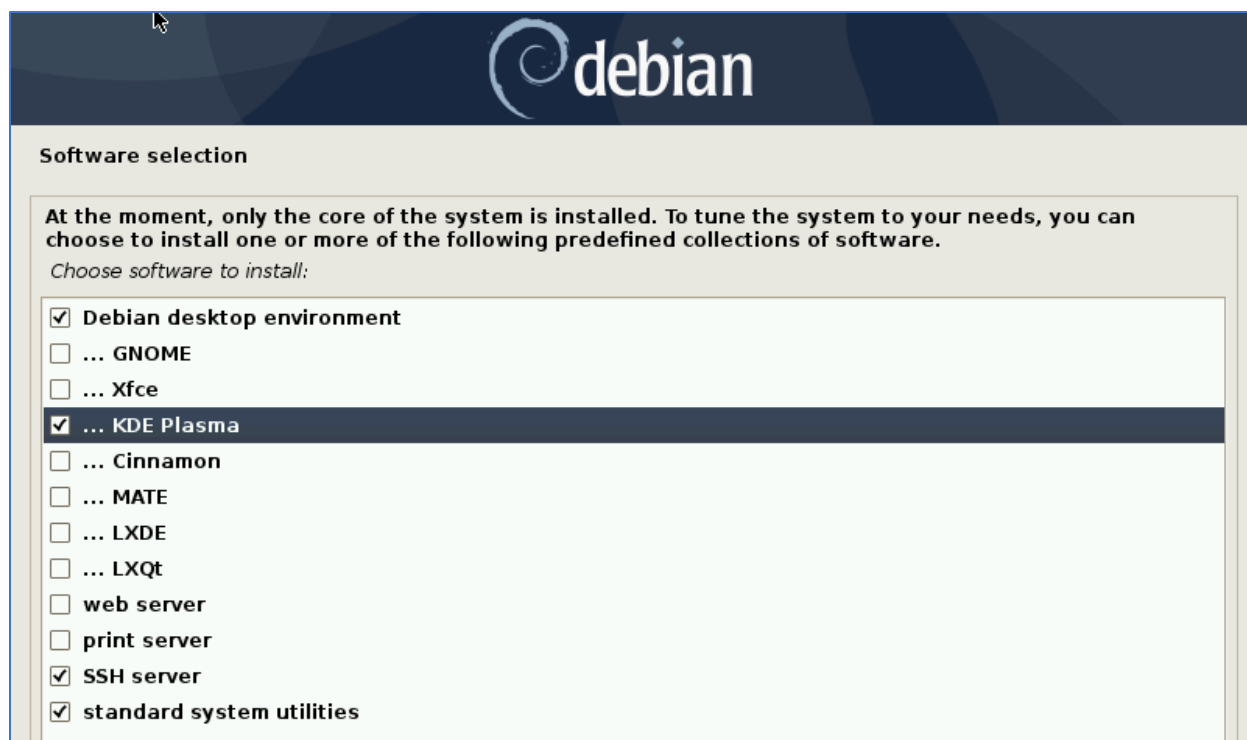 debian
Software selection
At the moment, only the core of the system is installed. To tune the system to your needs, you can
choose to install one or more of the following predefined collections of software.
Choose software to install:
Debian desktop environment
... GNOME
... Xfce
... KDE Plasma
... Cinnamon
... MATE
... LXDE
... LXQt
web server
print server
SSH server
standard system utilities